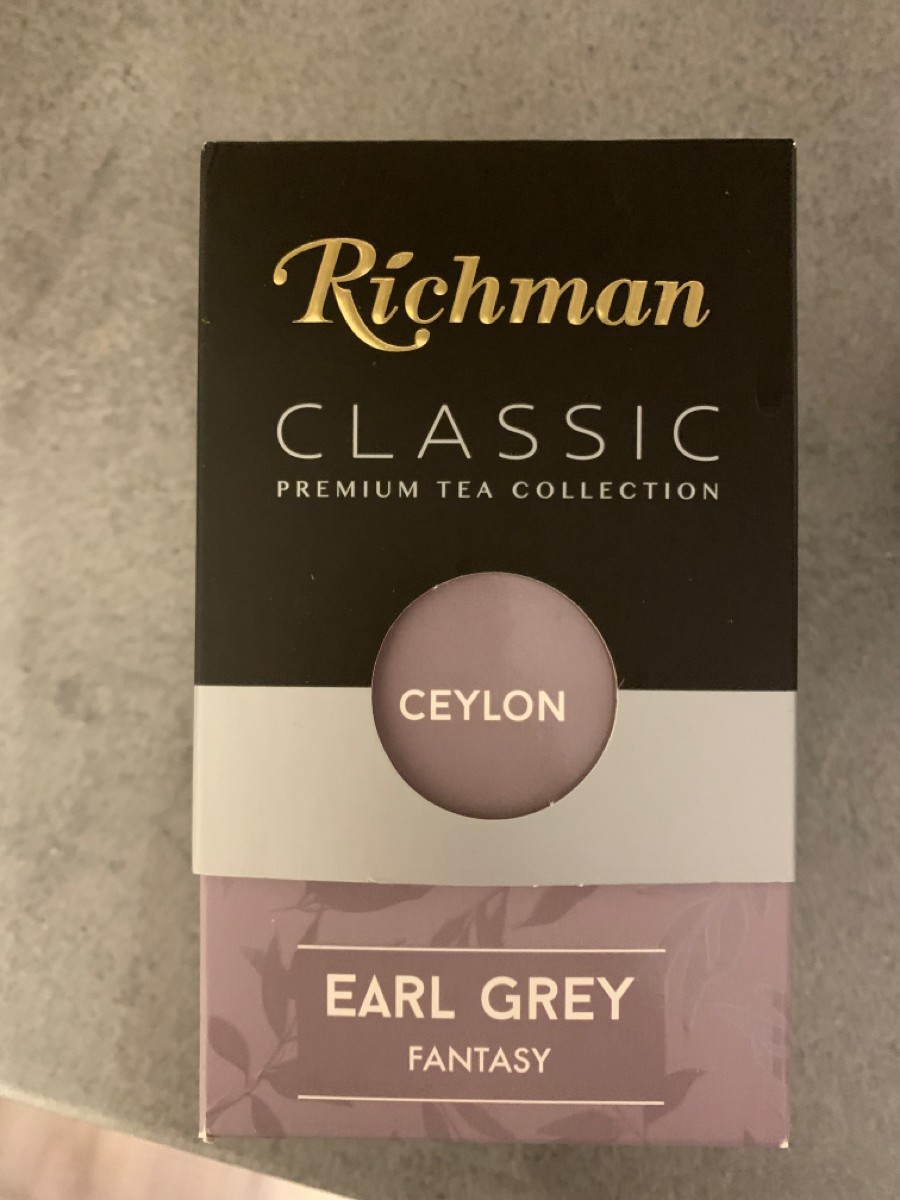 Richman
CLASSIC
PREMIUM TEA COLLECTION
CEYLON
EARL GREY
FANTASY